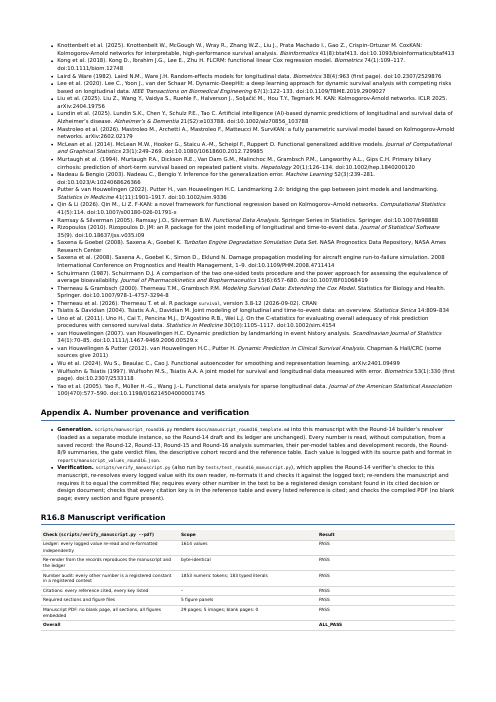 • Knottenbelt et al. (2025). Knottenbelt W., McGough W., Wray R., Zhang W.Z., Liu J., Prata Machado I., Gao Z., Crispin-Ortuzar M. CoxKAN:
Kolmogorov-Arnold networks for interpretable, high-performance survival analysis. Bioinformatics 41(8):btaf413. doi:10.1093/bioinformatics/btaf413
• Kong et al. (2018). Kong D., Ibrahim J.G., Lee E., Zhu H. FLCRM: functional linear Cox regression model. Biometrics 74(1):109–117.
doi:10.1111/biom.12748
• Laird & Ware (1982). Laird N.M., Ware J.H. Random-effects models for longitudinal data. Biometrics 38(4):963 (first page). doi:10.2307/2529876
• Lee et al. (2020). Lee C., Yoon J., van der Schaar M. Dynamic-DeepHit: a deep learning approach for dynamic survival analysis with competing risks
based on longitudinal data. IEEE Transactions on Biomedical Engineering 67(1):122–133. doi:10.1109/TBME.2019.2909027
• Liu et al. (2025). Liu Z., Wang Y., Vaidya S., Ruehle F., Halverson J., Soljačić M., Hou T.Y., Tegmark M. KAN: Kolmogorov-Arnold networks. ICLR 2025.
arXiv:2404.19756
• Lundin et al. (2025). Lundin S.X., Chen Y., Schulz P.E., Tao C. Artificial intelligence (AI)-based dynamic prediction of longitudinal and survival data of
Alzheimer's disease. Alzheimer's & Dementia 21(S2):e103788. doi:10.1002/alz70856_103788
• Mastroleo et al. (2026). Mastroleo M., Archetti A., Mastroleo F., Matteucci M. SurvKAN: a fully parametric survival model based on Kolmogorov-Arnold
networks. arXiv:2602.02179
• McLean et al. (2014). McLean M.W., Hooker G., Staicu A.-M., Scheipl F., Ruppert D. Functional generalized additive models. Journal of Computational
and Graphical Statistics 23(1):249–269. doi:10.1080/10618600.2012.729985
• Murtaugh et al. (1994). Murtaugh P.A., Dickson E.R., Van Dam G.M., Malinchoc M., Grambsch P.M., Langworthy A.L., Gips C.H. Primary biliary
cirrhosis: prediction of short-term survival based on repeated patient visits. Hepatology 20(1):126–134. doi:10.1002/hep.1840200120
• Nadeau & Bengio (2003). Nadeau C., Bengio Y. Inference for the generalization error. Machine Learning 52(3):239–281.
doi:10.1023/A:1024068626366
• Putter & van Houwelingen (2022). Putter H., van Houwelingen H.C. Landmarking 2.0: bridging the gap between joint models and landmarking.
Statistics in Medicine 41(11):1901–1917. doi:10.1002/sim.9336
• Qin & Li (2026). Qin M., Li Z. F-KAN: a novel framework for functional regression based on Kolmogorov-Arnold networks. Computational Statistics
41(5):114. doi:10.1007/s00180-026-01791-x
• Ramsay & Silverman (2005). Ramsay J.O., Silverman B.W. Functional Data Analysis. Springer Series in Statistics. Springer. doi:10.1007/b98888
• Rizopoulos (2010). Rizopoulos D. JM: an R package for the joint modelling of longitudinal and time-to-event data. Journal of Statistical Software
35(9). doi:10.18637/jss.v035.i09
• Saxena & Goebel (2008). Saxena A., Goebel K. Turbofan Engine Degradation Simulation Data Set. NASA Prognostics Data Repository, NASA Ames
Research Center
• Saxena et al. (2008). Saxena A., Goebel K., Simon D., Eklund N. Damage propagation modeling for aircraft engine run-to-failure simulation. 2008
International Conference on Prognostics and Health Management, 1–9. doi:10.1109/PHM.2008.4711414
• Schuirmann (1987). Schuirmann D.J. A comparison of the two one-sided tests procedure and the power approach for assessing the equivalence of
average bioavailability. Journal of Pharmacokinetics and Biopharmaceutics 15(6):657–680. doi:10.1007/BF01068419
• Therneau & Grambsch (2000). Therneau T.M., Grambsch P.M. Modeling Survival Data: Extending the Cox Model. Statistics for Biology and Health.
Springer. doi:10.1007/978-1-4757-3294-8
• Therneau et al. (2026). Therneau T. et al. R package survival, version 3.8-12 (2026-09-02). CRAN
• Tsiatis & Davidian (2004). Tsiatis A.A., Davidian M. Joint modeling of longitudinal and time-to-event data: an overview. Statistica Sinica 14:809–834
• Uno et al. (2011). Uno H., Cai T., Pencina M.J., D'Agostino R.B., Wei L.J. On the C-statistics for evaluating overall adequacy of risk prediction
procedures with censored survival data. Statistics in Medicine 30(10):1105–1117. doi:10.1002/sim.4154
• van Houwelingen (2007). van Houwelingen H.C. Dynamic prediction by landmarking in event history analysis. Scandinavian Journal of Statistics
34(1):70–85. doi:10.1111/j.1467-9469.2006.00529.x
• van Houwelingen & Putter (2012). van Houwelingen H.C., Putter H. Dynamic Prediction in Clinical Survival Analysis. Chapman & Hall/CRC (some
sources give 2011)
• Wu et al. (2024). Wu S., Beaulac C., Cao J. Functional autoencoder for smoothing and representation learning. arXiv:2401.09499
• Wulfsohn & Tsiatis (1997). Wulfsohn M.S., Tsiatis A.A. A joint model for survival and longitudinal data measured with error. Biometrics 53(1):330 (first
page). doi:10.2307/2533118
• Yao et al. (2005). Yao F., Müller H.-G., Wang J.-L. Functional data analysis for sparse longitudinal data. Journal of the American Statistical Association
100(470):577–590. doi:10.1198/016214504000001745
Appendix A. Number provenance and verification
• Generation. scripts/manuscript_round16.py renders docs/manuscript_round16_template.md into this manuscript with the Round-14 builder's resolver
(loaded as a separate module instance, so the Round-14 draft and its ledger are unchanged). Every number is read, without computation, from a
saved record: the Round-12, Round-13, Round-15 and Round-16 analysis summaries, their per-model tables and development records, the Round-
8/9 summaries, the gate verdict files, the descriptive cohort record and the reference table. Each value is logged with its source path and format in
reports/manuscript_values_round16.json.
• Verification. scripts/verify_manuscript.py (also run by tests/test_round16_manuscript.py), which applies the Round-14 verifier's checks to this
manuscript, re-resolves every logged value with its own reader, re-formats it and checks it against the logged text; re-renders the manuscript and
requires it to equal the committed file; requires every other number in the text to be a registered design constant found in its cited decision or
design document; checks that every citation key is in the reference table and every listed reference is cited; and checks the compiled PDF (no blank
page; every section and figure present).
R16.8 Manuscript verification
Check (scripts/verify_manuscript.py --pdf) Scope Result
Ledger: every logged value re-read and re-formatted
independently 1614 values PASS
Re-render from the records reproduces the manuscript and
the ledger byte-identical PASS
Number audit: every other number is a registered constant
in a registered context 1853 numeric tokens; 183 typed literals PASS
Citations: every reference cited, every key listed – PASS
Required sections and figure files 5 figure panels PASS
Manuscript PDF: no blank page, all sections, all figures
embedded 29 pages; 5 images; blank pages: 0 PASS
Overall ALL_PASS